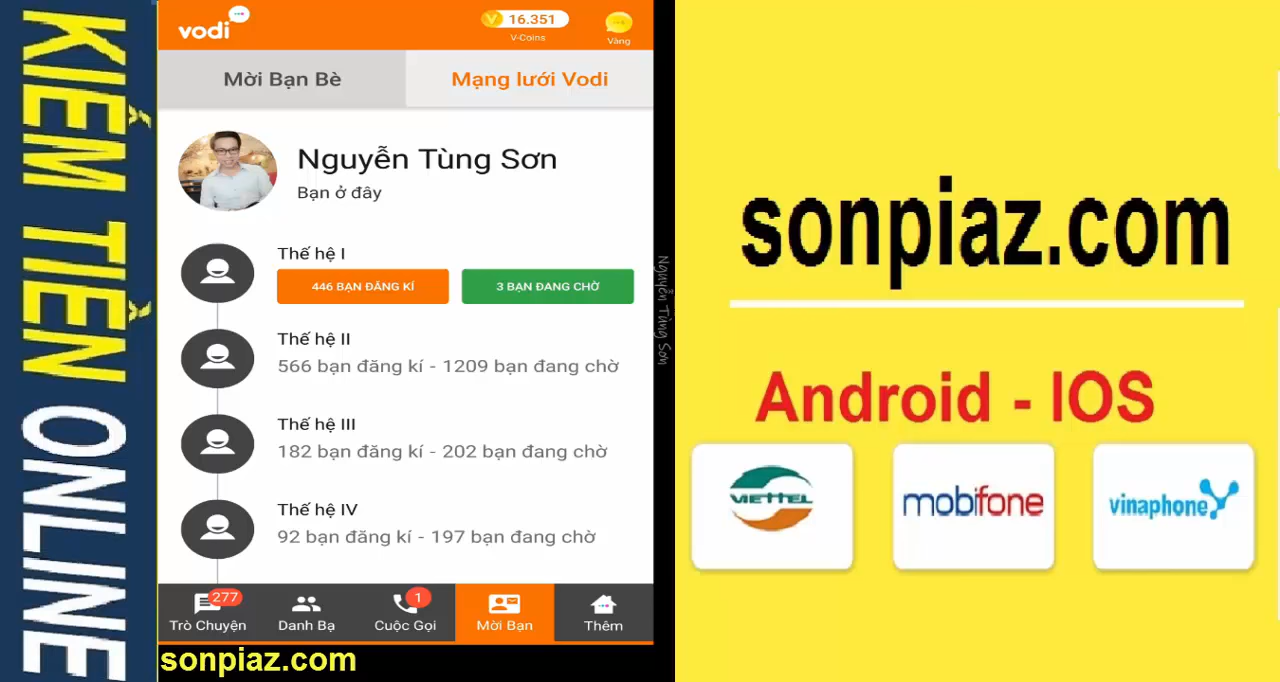 KIẾM TIỀN ONLINE
vodi
V 16.351
V-Coins
Vàng
Mời Bạn Bè
Mạng lưới Vodi
Nguyễn Tùng Sơn
Bạn ở đây
Thế hệ I
446 BẠN ĐĂNG KÍ
3 BẠN ĐANG CHỜ
Thế hệ II
566 bạn đăng kí - 1209 bạn đang chờ
Thế hệ III
182 bạn đăng kí - 202 bạn đang chờ
Thế hệ IV
92 bạn đăng kí - 197 bạn đang chờ
277
1
Trò Chuyện
Danh Bạ
Cuộc Gọi
Mời Bạn
Thêm
sonpiaz.com
Nguyễn Tùng Sơn
sonpiaz.com
Android - IOS
VIETTEL
mobifone
vinaphone